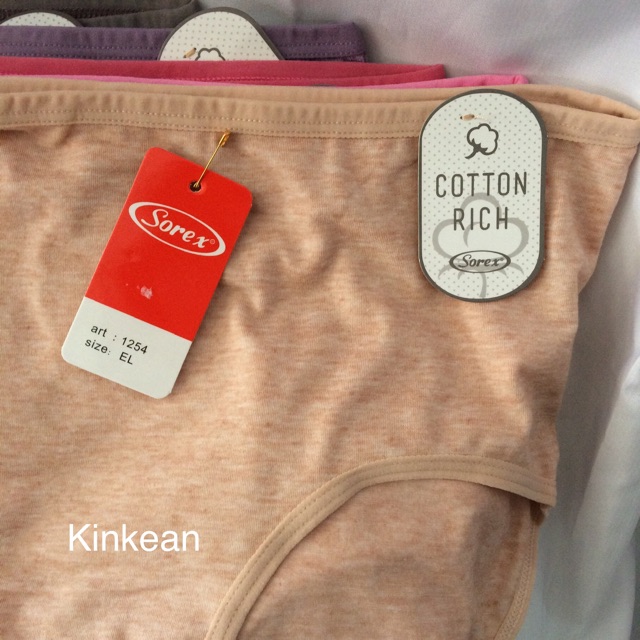 COTTON
RICH
Sorex
Sorex®
art : 1254
size: EL
Kinkean